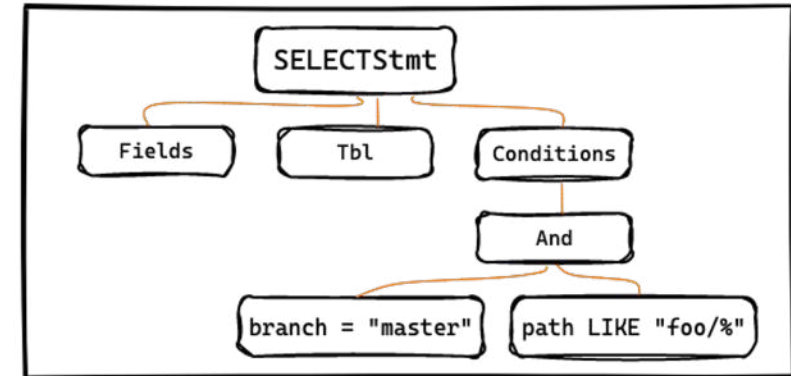 SELECTStmt
Fields
Tbl
Conditions
And
branch = "master"
path LIKE "foo/%"